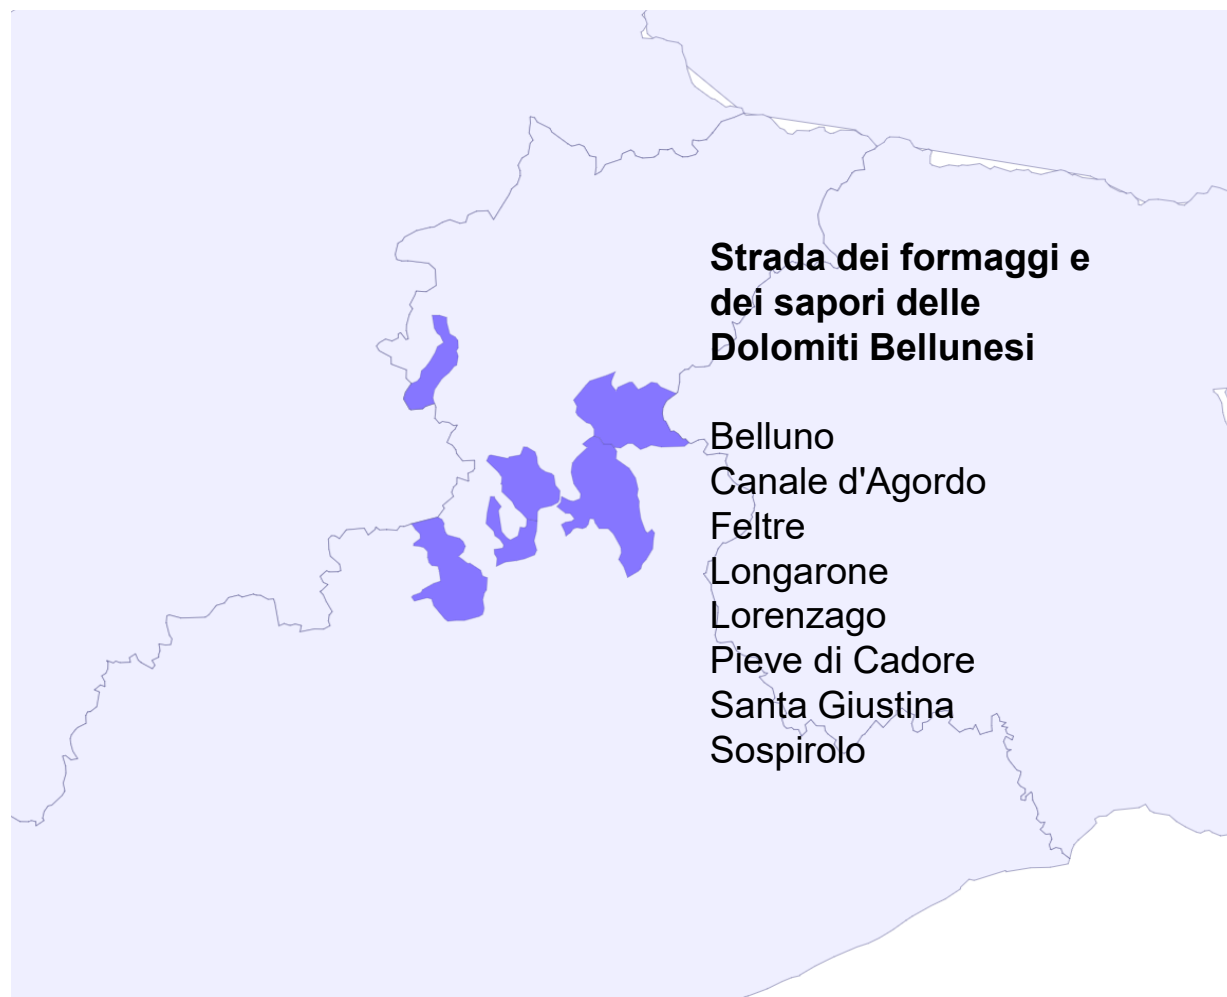 Strada dei formaggi e
dei sapori delle
Dolomiti Bellunesi
Belluno
Canale d'Agordo
Feltre
Longarone
Lorenzago
Pieve di Cadore
Santa Giustina
Sospirolo